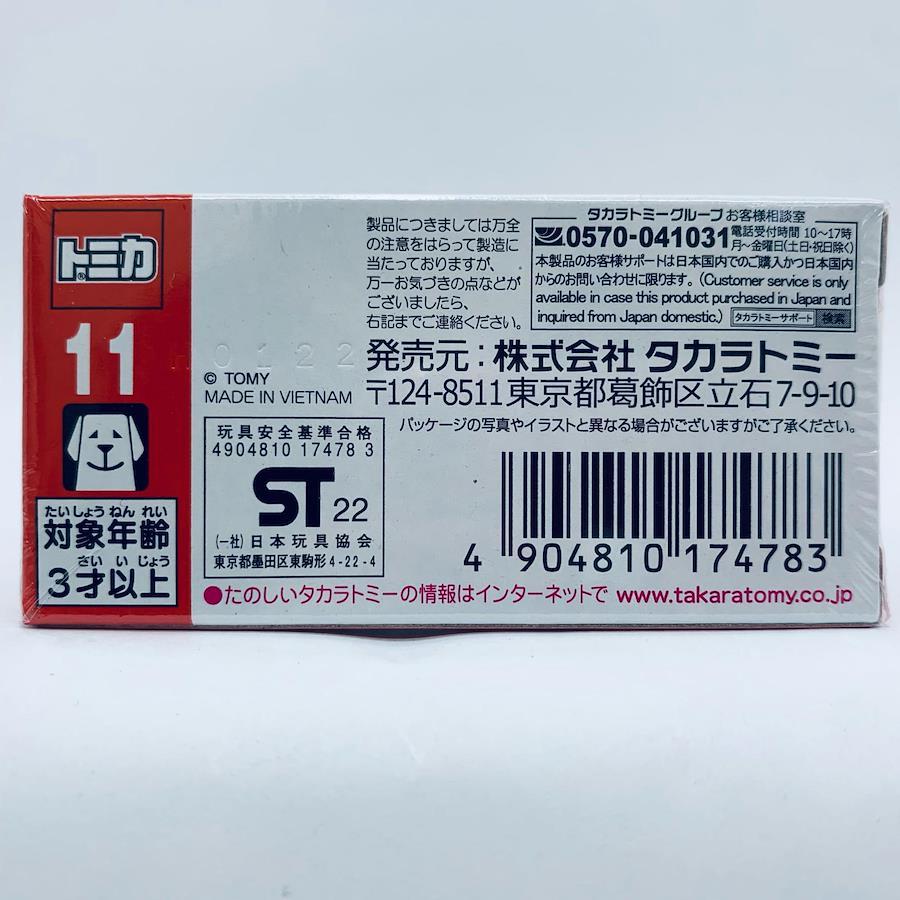 トミカ
®
11
たいしょう ねん れい
対象年齢
さい い じょう
3才以上
製品につきましては万全
の注意をはらって製造に
当たっておりますが、
万一お気づきの点などが
ございましたら、
右記までご連絡ください。
タカラトミーグループ お客様相談室
0570-041031 電話受付時間 10〜17時
月〜金曜日(土日・祝日除く)
本製品のお客様サポートは日本国内でのご購入かつ日本国内
からのお問い合わせに限ります。(Customer service is only
available in case this product purchased in Japan and
inquired from Japan domestic.) タカラトミーサポート 検索
0122
© TOMY
MADE IN VIETNAM
発売元：株式会社 タカラトミー
〒124-8511 東京都葛飾区立石 7-9-10
パッケージの写真やイラストと異なる場合がございますがご了承ください。
玩具安全基準合格
4904810 17478 3
ST 22
(一社) 日本玩具協会
東京都墨田区東駒形 4-22-4
4 904810 174783
●たのしいタカラトミーの情報はインターネットで www.takaratomy.co.jp